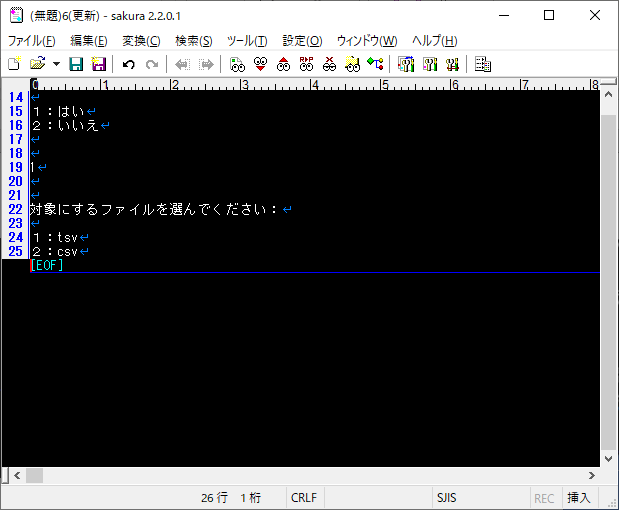 (無題)6(更新) - sakura 2.2.0.1
ファイル(F) 編集(E) 変換(C) 検索(S) ツール(T) 設定(O) ウィンドウ(W) ヘルプ(H)
0 1 2 3 4 5 6 7 8
14 ↵
15 １：はい↵
16 ２：いいえ↵
17 ↵
18 ↵
19 1↵
20 ↵
21 ↵
22 対象にするファイルを選んでください：↵
23 ↵
24 １：tsv↵
25 ２：csv↵
[EOF]
26 行 1 桁 CRLF SJIS REC 挿入